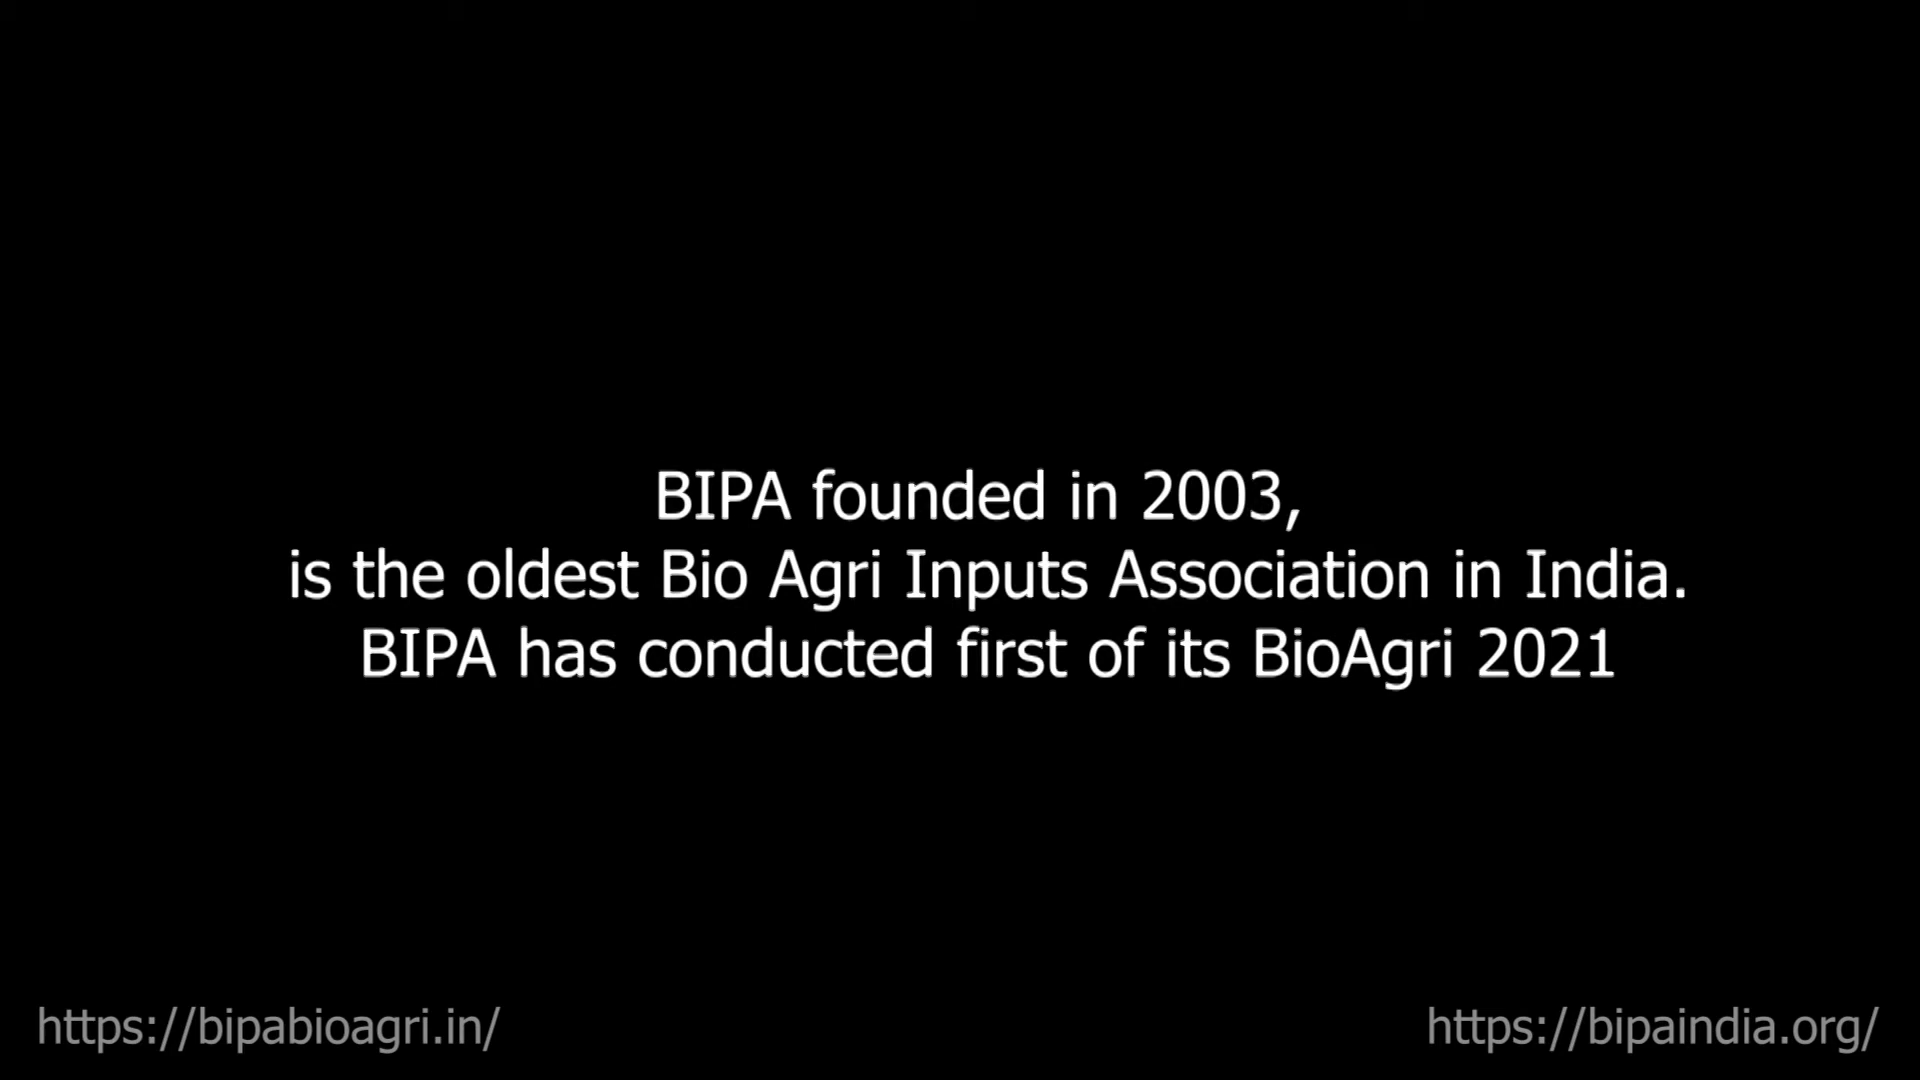 BIPA founded in 2003,
is the oldest Bio Agri Inputs Association in India.
BIPA has conducted first of its BioAgri 2021
https://bipabioagri.in/
https://bipaindia.org/